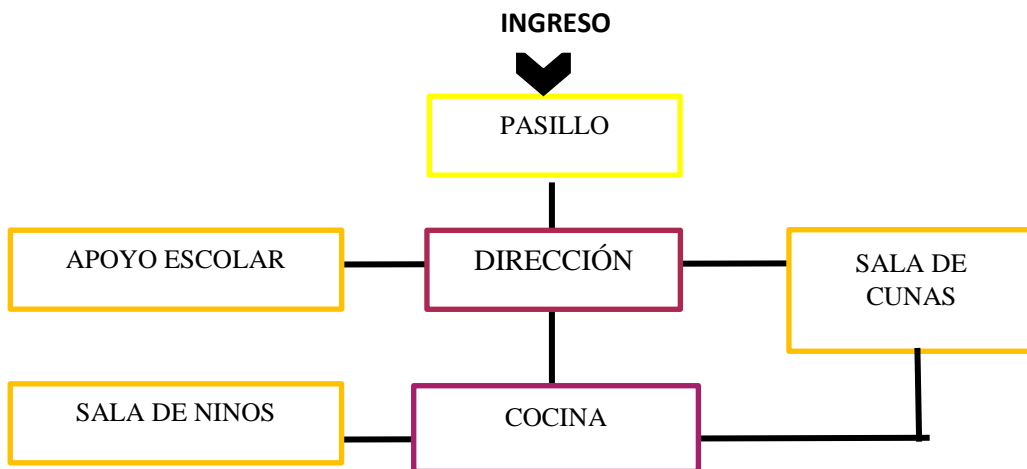 INGRESO
PASILLO
APOYO ESCOLAR
DIRECCIÓN
SALA DE
CUNAS
SALA DE NINOS
COCINA